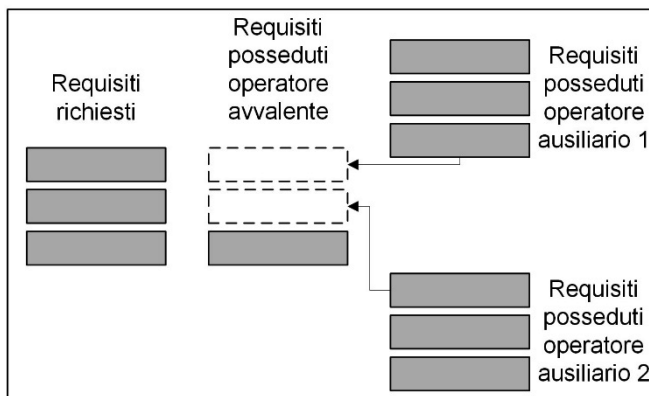 Requisiti
richiesti
Requisiti
posseduti
operatore
avvalente
Requisiti
posseduti
operatore
ausiliario 1
Requisiti
posseduti
operatore
ausiliario 2